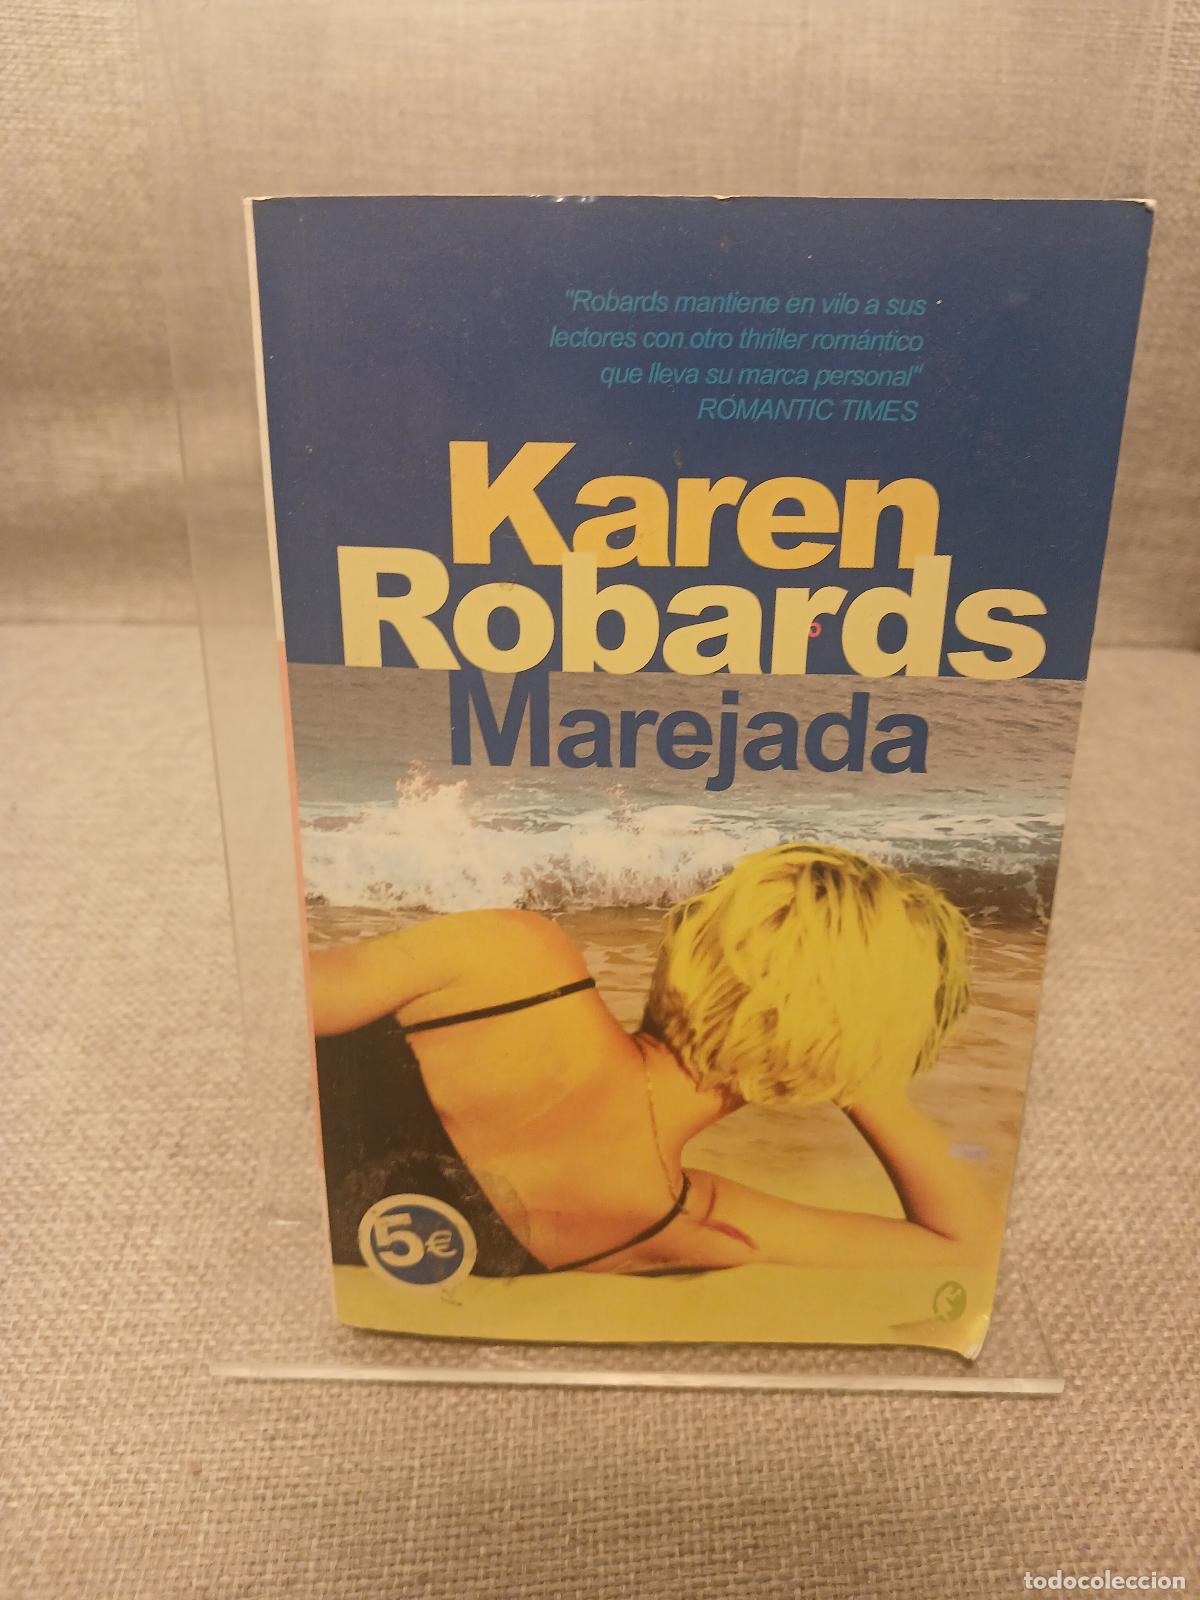 "Robards mantiene en vilo a sus
lectores con otro thriller romántico
que lleva su marca personal"
ROMANTIC TIMES
Karen
Robards
Marejada
5€
todocoleccion